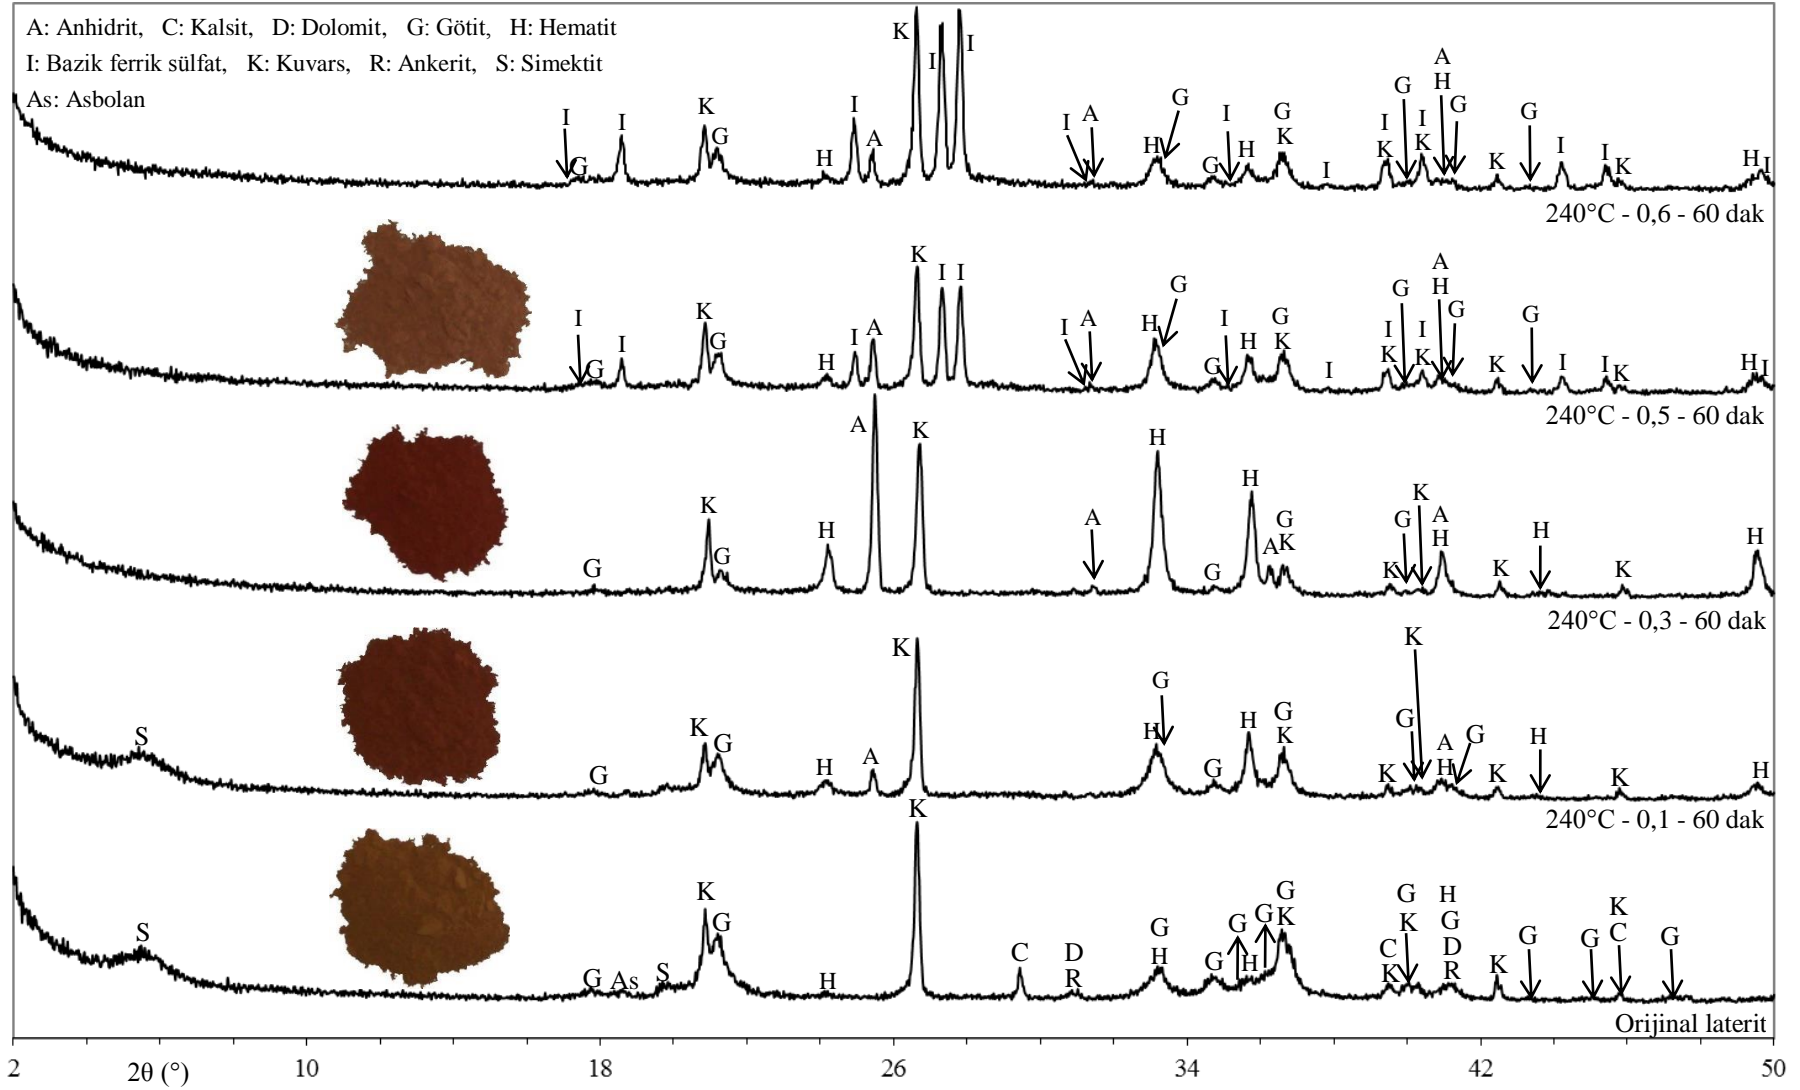 A: Anhidrit, C: Kalsit, D: Dolomit, G: Götit, H: Hematit
I: Bazik ferrik sülfat, K: Kuvars, R: Ankerit, S: Simektit
As: Asbolan
I G I K G H I A K I I I A H G G I H G K I I K G I K A H G K G I I K H I
240°C - 0,6 - 60 dak
I G I K G H I A K I I I A H G G I H G K I I K G I K A H G K G I I K H I
240°C - 0,5 - 60 dak
G K G H A K A H G H A G K K G K A H K H K H
240°C - 0,3 - 60 dak
S G K G H A K H G G H G K K G K A H G K H K H
240°C - 0,1 - 60 dak
S G As S K G H K C D R G H G G H G G K C K G K H G D R K G G K C G
Orijinal laterit
2 10 18 26 34 42 50
2θ (°)